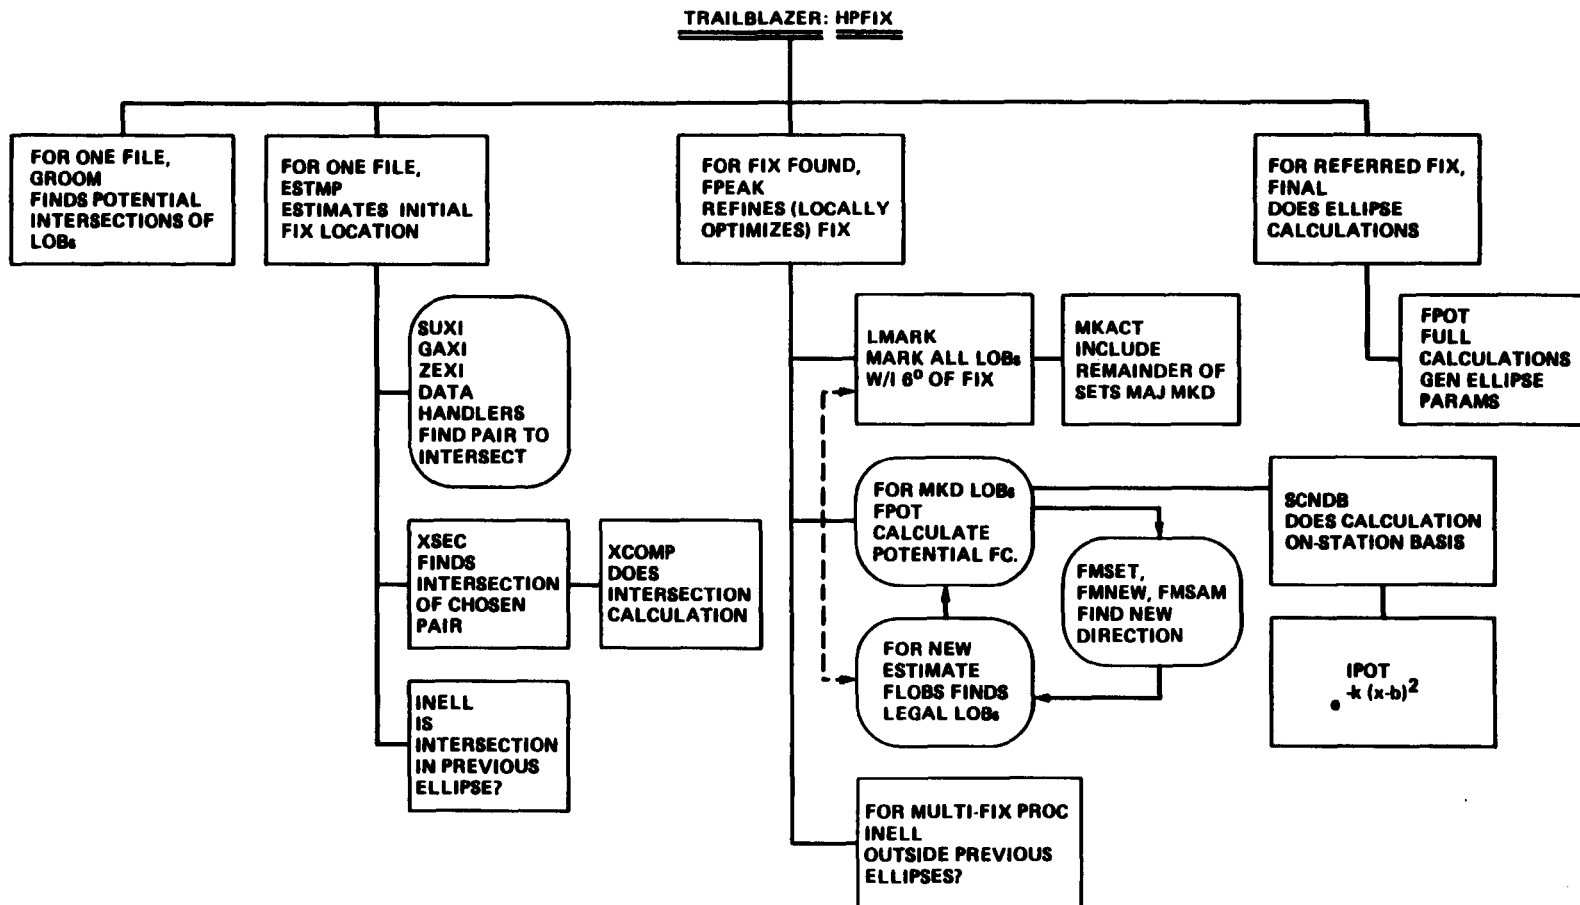 TRAILBLAZER: HPFIX
FOR ONE FILE,
GROOM
FINDS POTENTIAL
INTERSECTIONS OF
LOBs
FOR ONE FILE,
ESTMP
ESTIMATES INITIAL
FIX LOCATION
FOR FIX FOUND,
FPEAK
REFINES (LOCALLY
OPTIMIZES) FIX
FOR REFERRED FIX,
FINAL
DOES ELLIPSE
CALCULATIONS
SUXI
GAXI
ZEXI
DATA
HANDLERS
FIND PAIR TO
INTERSECT
LMARK
MARK ALL LOBs
W/I 6° OF FIX
MKACT
INCLUDE
REMAINDER OF
SETS MAJ MKD
FPOT
FULL
CALCULATIONS
GEN ELLIPSE
PARAMS
XSEC
FINDS
INTERSECTION
OF CHOSEN
PAIR
XCOMP
DOES
INTERSECTION
CALCULATION
FOR MKD LOBs
FPOT
CALCULATE
POTENTIAL FC.
SCNDB
DOES CALCULATION
ON-STATION BASIS
FMSET,
FMNEW, FMSAM
FIND NEW
DIRECTION
FOR NEW
ESTIMATE
FLOBS FINDS
LEGAL LOBs
IPOT
• -k (x-b)²
INELL
IS
INTERSECTION
IN PREVIOUS
ELLIPSE?
FOR MULTI-FIX PROC
INELL
OUTSIDE PREVIOUS
ELLIPSES?